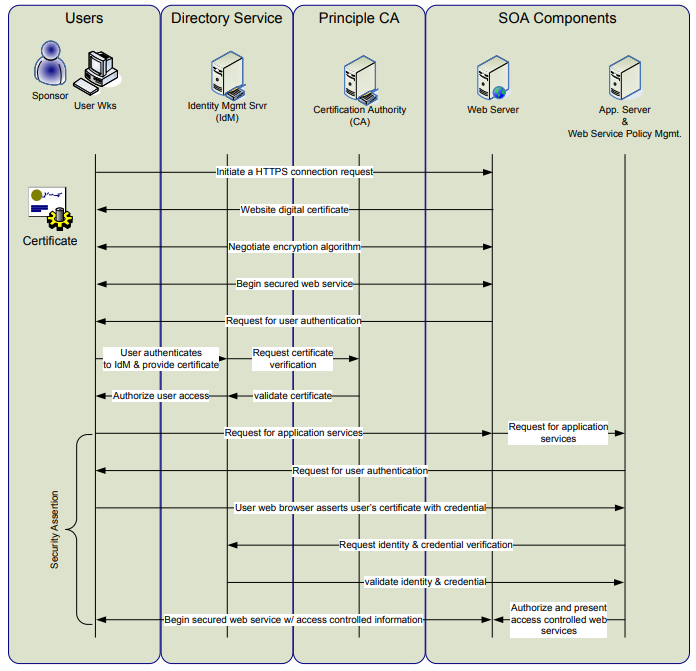 Users
Directory Service
Principle CA
SOA Components
Sponsor
User Wks
Identity Mgmt Srvr
(IdM)
Certification Authority
(CA)
Web Server
App. Server
&
Web Service Policy Mgmt.
Certificate
Initiate a HTTPS connection request
Website digital certificate
Negotiate encryption algorithm
Begin secured web service
Request for user authentication
User authenticates
to IdM & provide certificate
Request certificate
verification
Authorize user access
validate certificate
Request for application services
Request for application
services
Request for user authentication
User web browser asserts user's certificate with credential
Request identity & credential verification
validate identity & credential
Begin secured web service w/ access controlled information
Authorize and present
access controlled web
services
Security Assertion